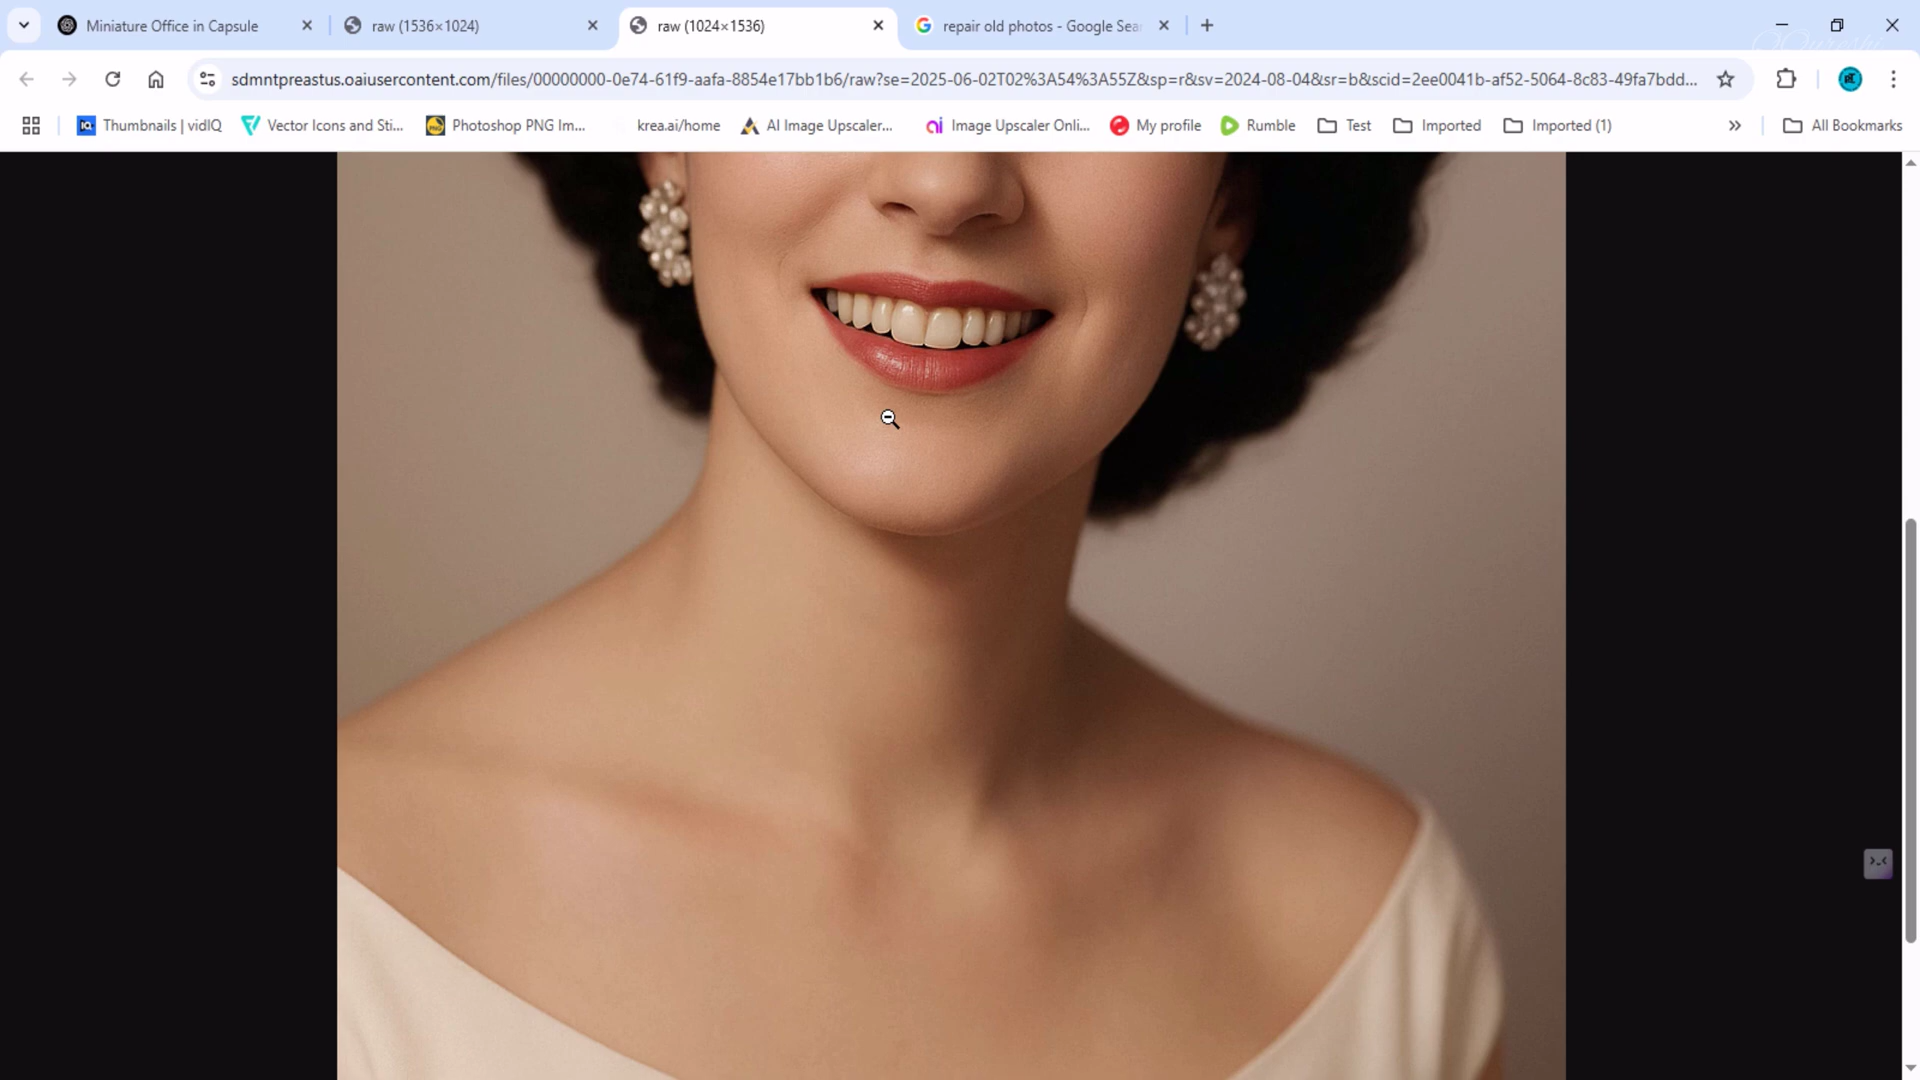 Miniature Office in Capsule
raw (1536×1024)
raw (1024×1536)
repair old photos - Google Sear
sdmntpreastus.oaiusercontent.com/files/00000000-0e74-61f9-aafa-8854e17bb1b6/raw?se=2025-06-02T02%3A54%3A55Z&sp=r&sv=2024-08-04&sr=b&scid=2ee0041b-af52-5064-8c83-49fa7bdd...
Thumbnails | vidIQ
Vector Icons and Sti...
Photoshop PNG Im...
krea.ai/home
AI Image Upscaler...
Image Upscaler Onli...
My profile
Rumble
Test
Imported
Imported (1)
All Bookmarks